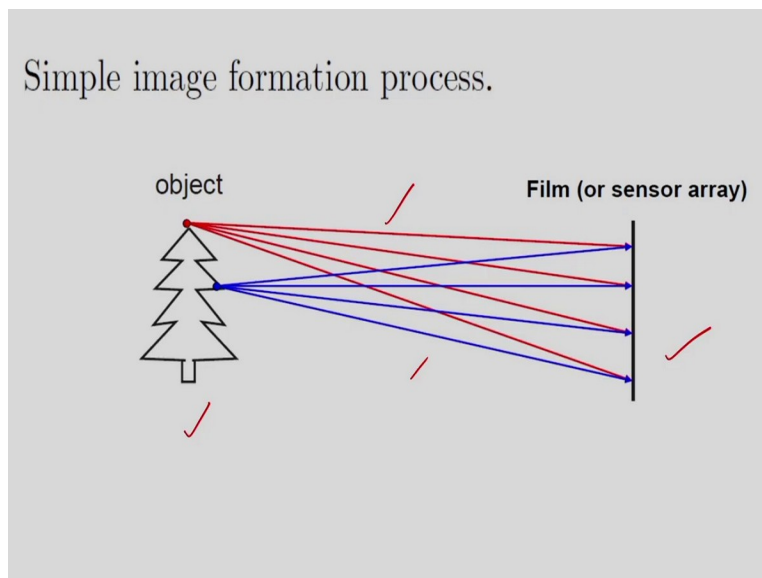 Simple image formation process.
object
Film (or sensor array)